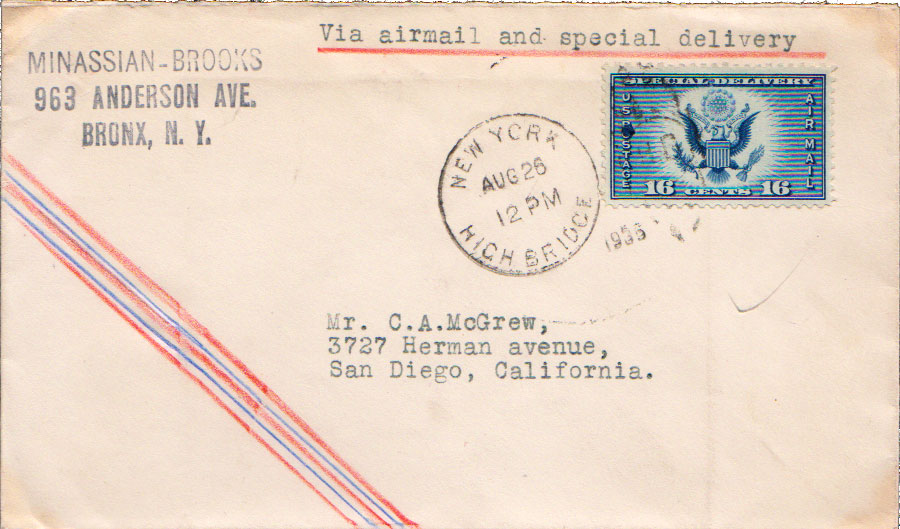 Via airmail and special delivery
MINASSIAN-BROOKS
963 ANDERSON AVE.
BRONX, N. Y.
SPECIAL DELIVERY
U S POSTAGE
AIR MAIL
16 CENTS 16
NEW YORK
AUG 26
12 PM
HIGH BRIDGE
1936
Mr. C.A.McGrew,
3727 Herman avenue,
San Diego, California.